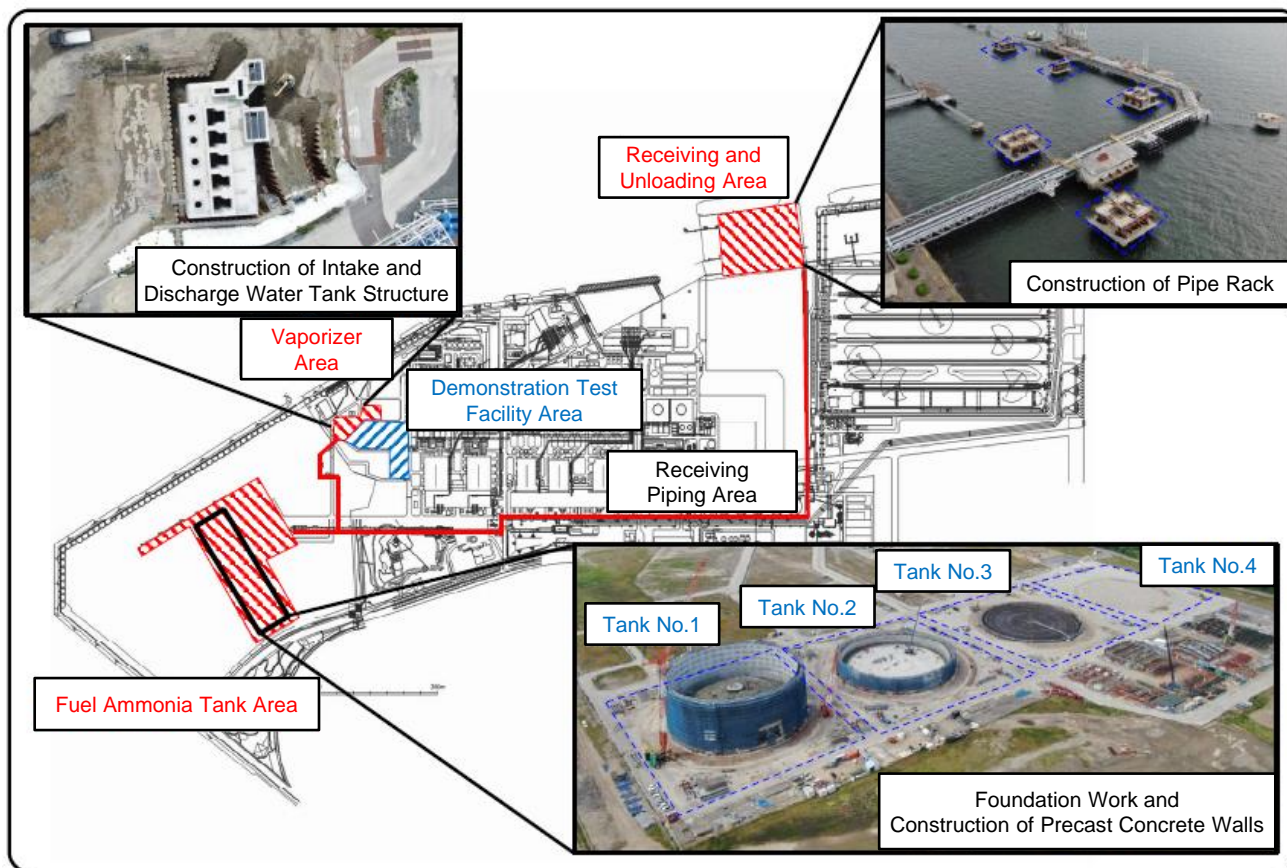 Receiving and
Unloading Area
Construction of Intake and
Discharge Water Tank Structure
Construction of Pipe Rack
Vaporizer
Area
Demonstration Test
Facility Area
Receiving
Piping Area
Tank No.1
Tank No.2
Tank No.3
Tank No.4
Fuel Ammonia Tank Area
Foundation Work and
Construction of Precast Concrete Walls